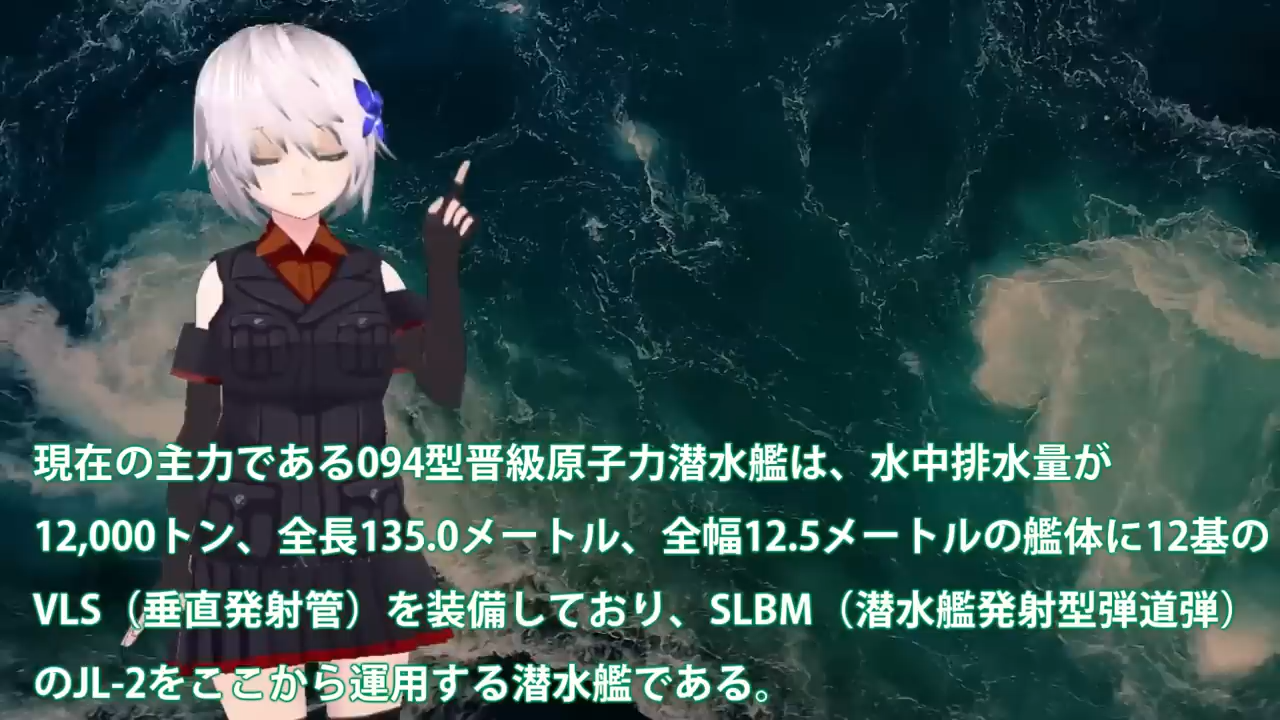 現在の主力である094型晋級原子力潜水艦は、水中排水量が
12,000トン、全長135.0メートル、全幅12.5メートルの艦体に12基の
VLS（垂直発射管）を装備しており、SLBM（潜水艦発射型弾道弾）
のJL-2をここから運用する潜水艦である。